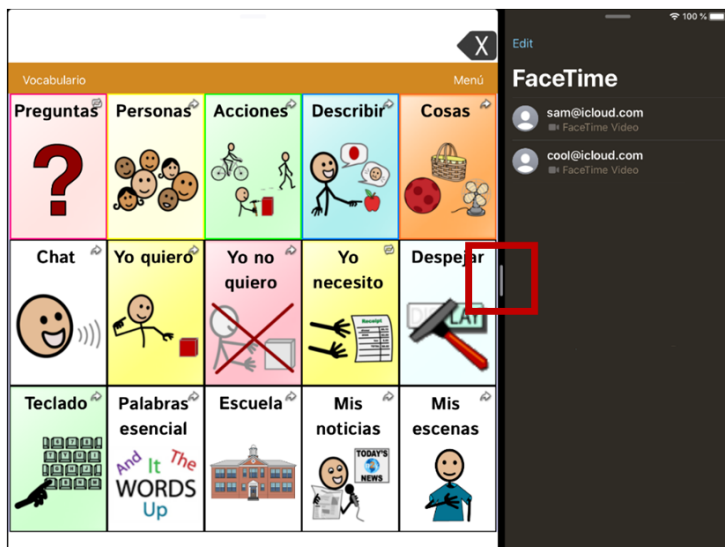 100 %
X
Edit
Vocabulario
Menú
FaceTime
sam@icloud.com
FaceTime Video
cool@icloud.com
FaceTime Video
Preguntas
Personas
Acciones
Describir
Cosas
?
Chat
Yo quiero
Yo no
quiero
Yo
necesito
Receipt
Despejar
Teclado
Palabras
esencial
And It The
WORDS
Up
Escuela
Mis
noticias
TODAY'S
NEWS
Mis
escenas